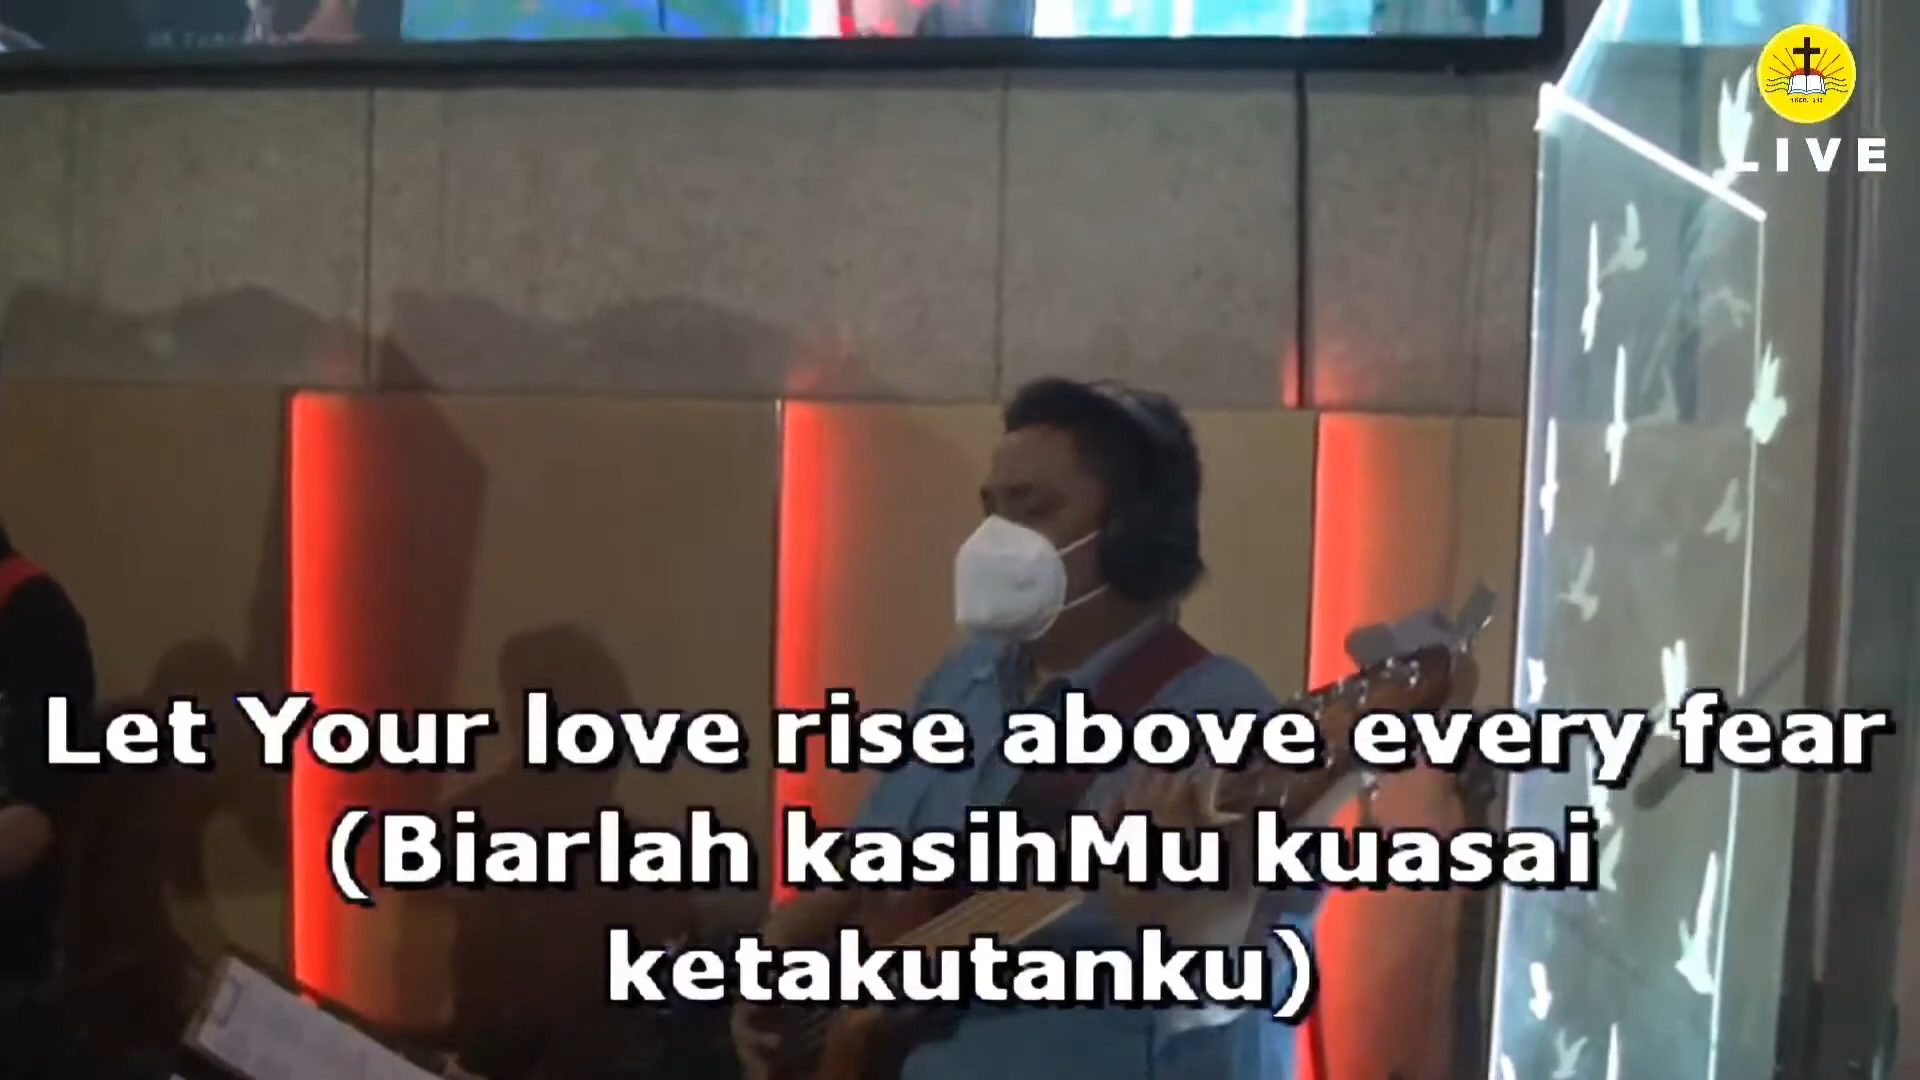 LIVE
Let Your love rise above every fear
(Biarlah kasihMu kuasai
ketakutanku)